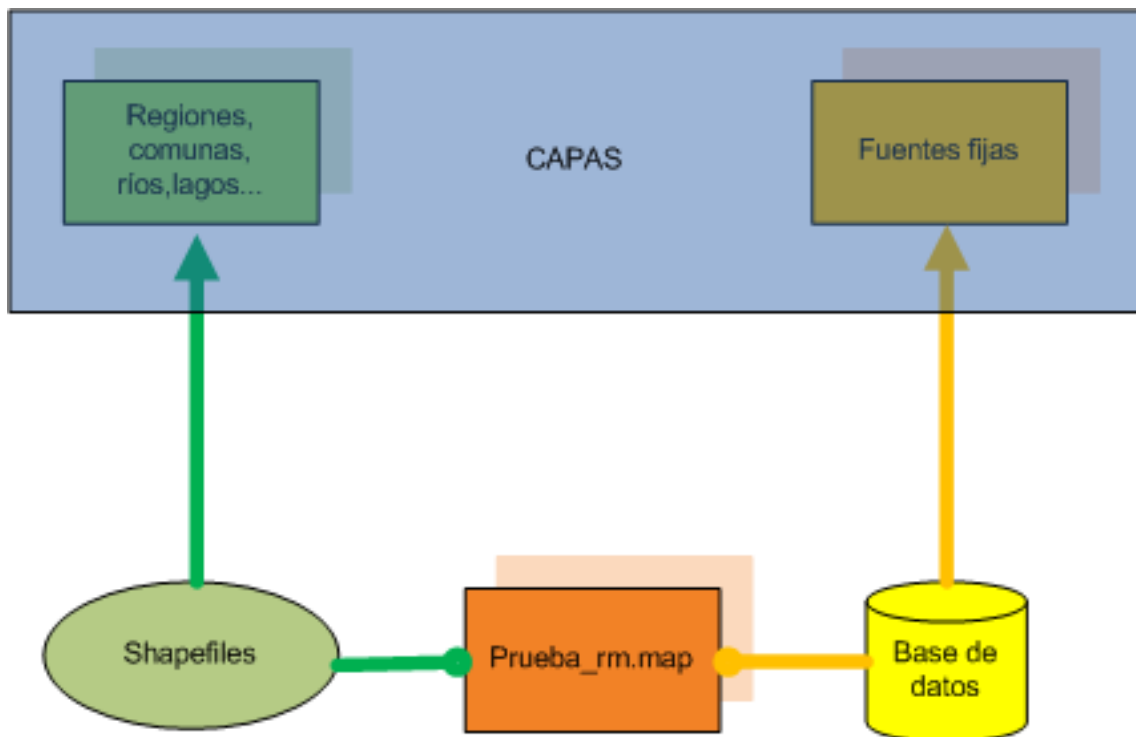 Regiones,
comunas,
ríos,lagos...
CAPAS
Fuentes fijas
Shapefiles
Prueba_rm.map
Base de
datos